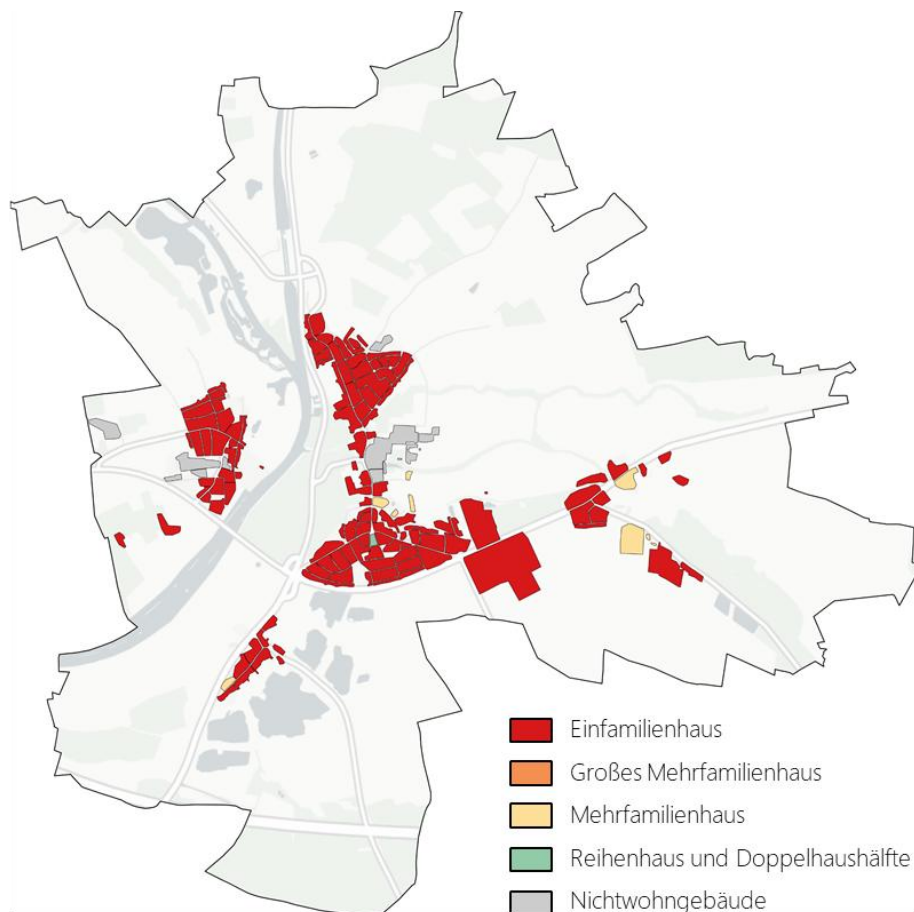 Einfamilienhaus
Großes Mehrfamilienhaus
Mehrfamilienhaus
Reihenhaus und Doppelhaushälfte
Nichtwohngebäude